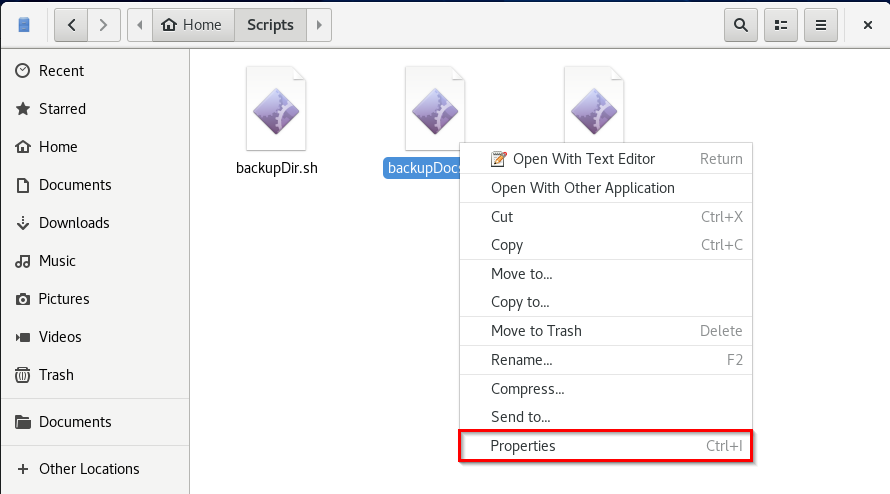 Home
Scripts
Recent
Starred
Home
Documents
Downloads
Music
Pictures
Videos
Trash
Documents
Other Locations
backupDir.sh
backupDocs
Open With Text Editor Return
Open With Other Application
Cut Ctrl+X
Copy Ctrl+C
Move to...
Copy to...
Move to Trash Delete
Rename... F2
Compress...
Send to...
Properties Ctrl+I